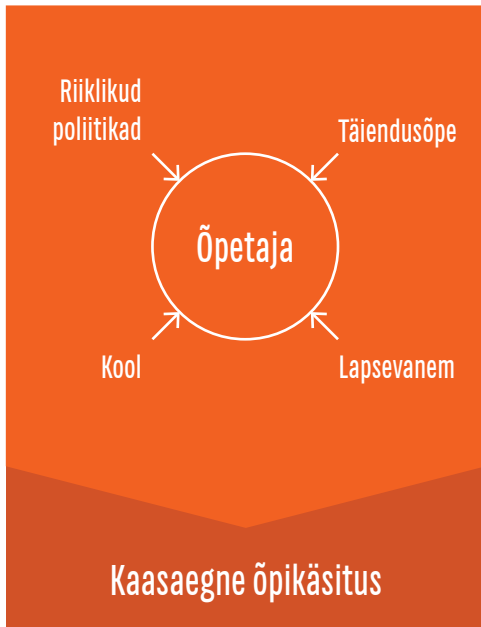 Riiklikud
poliitikad
Täiendusõpe
Õpetaja
Kool
Lapsevanem
Kaasaegne õpikäsitus